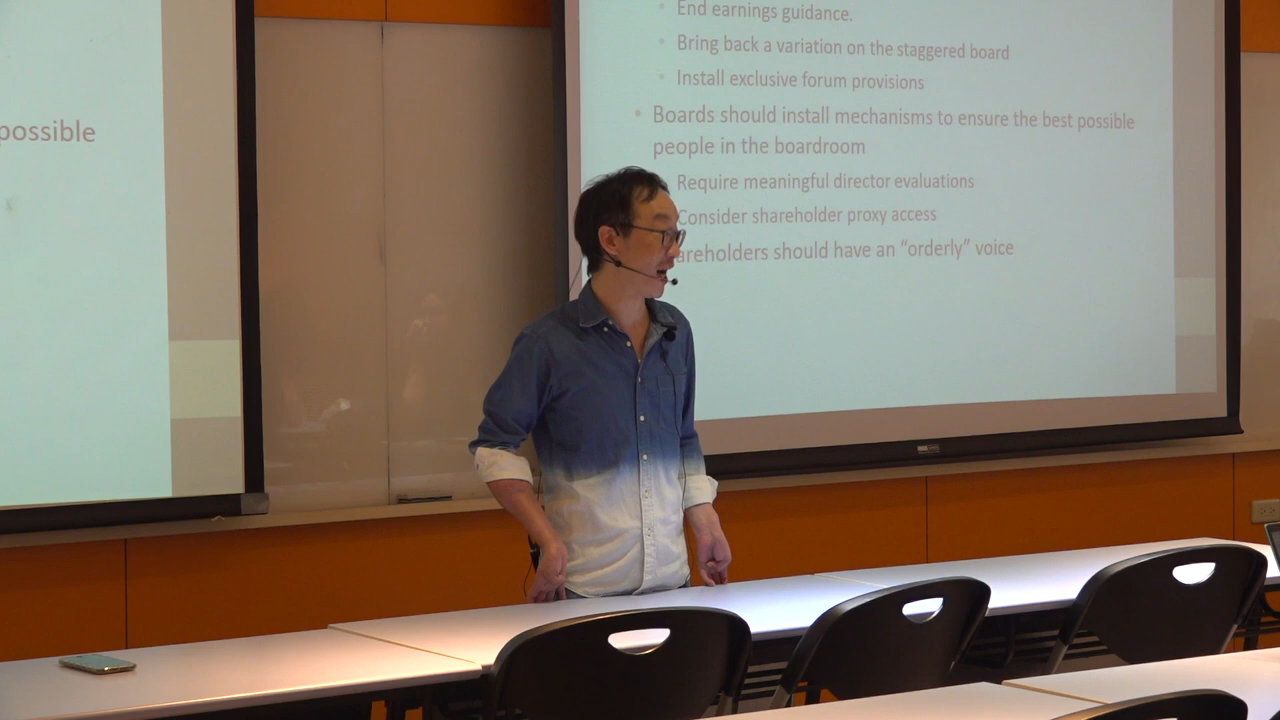 possible
End earnings guidance.
Bring back a variation on the staggered board
Install exclusive forum provisions
Boards should install mechanisms to ensure the best possible
people in the boardroom
Require meaningful director evaluations
Consider shareholder proxy access
areholders should have an “orderly” voice